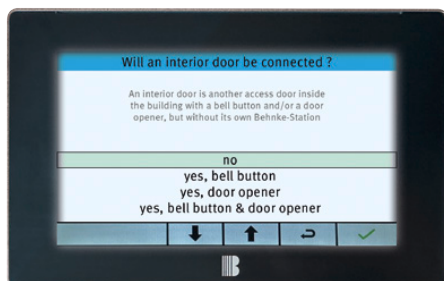 Will an interior door be connected ?
An interior door is another access door inside
the building with a bell button and/or a door
opener, but without its own Behnke-Station
no
yes, bell button
yes, door opener
yes, bell button & door opener